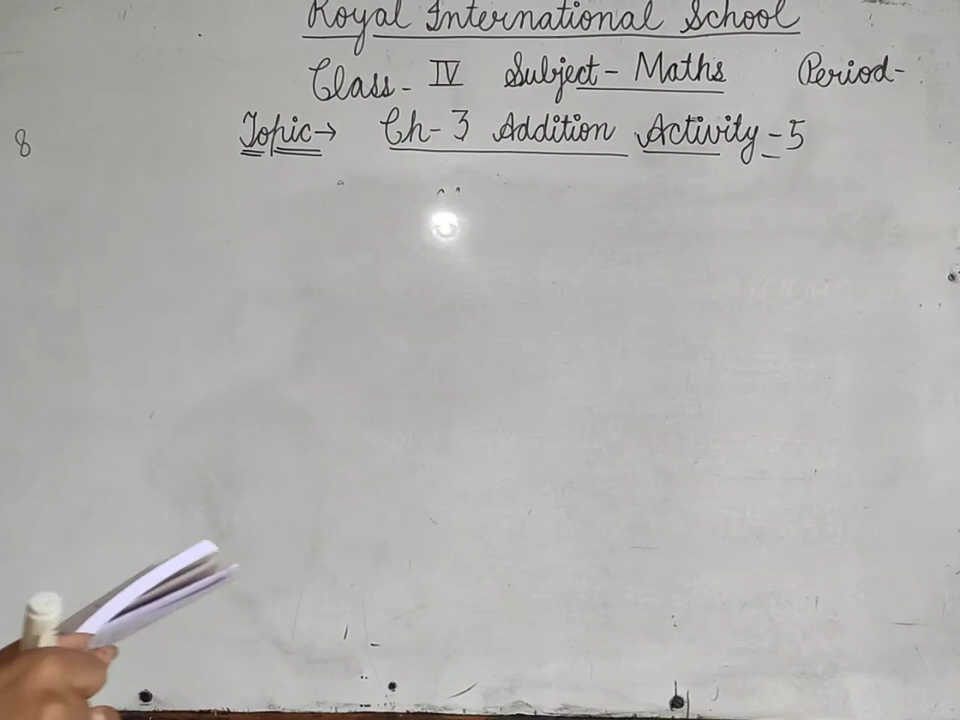 Royal International School
Class - IV Subject - Maths Period-
8 Topic → Ch- 3 Addition Activity - 5